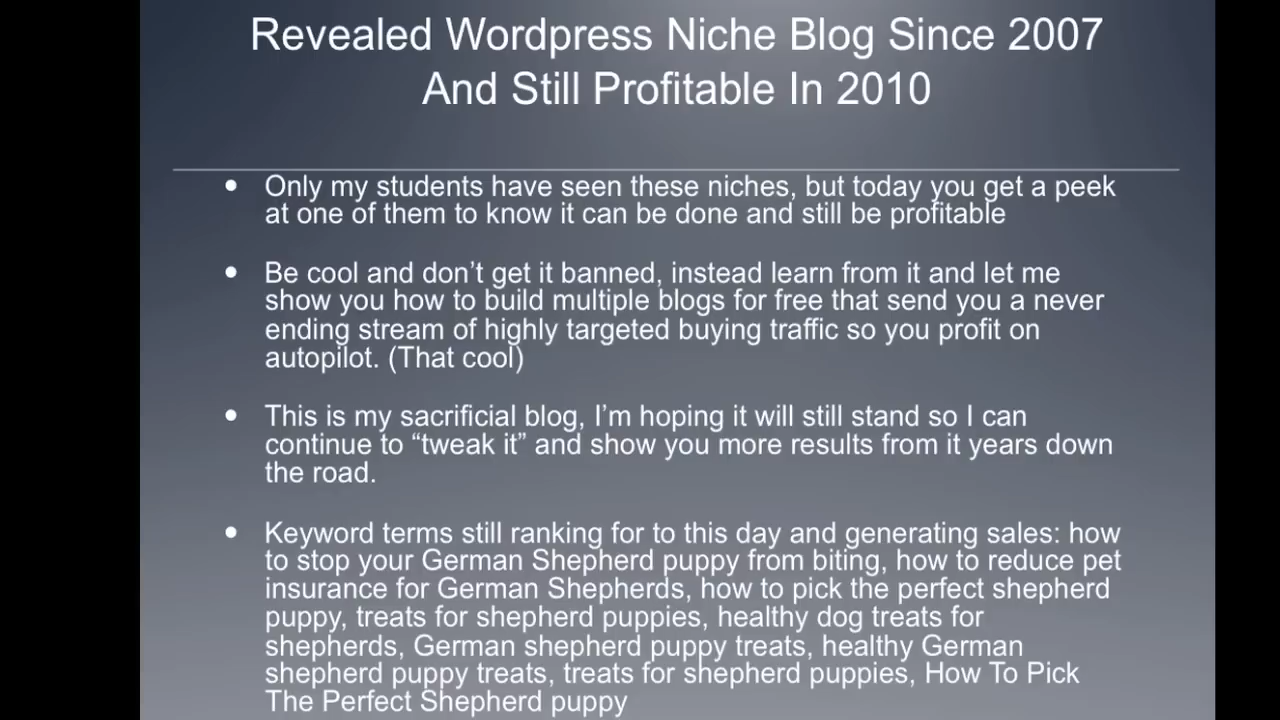 Revealed Wordpress Niche Blog Since 2007
And Still Profitable In 2010
• Only my students have seen these niches, but today you get a peek
at one of them to know it can be done and still be profitable
• Be cool and don’t get it banned, instead learn from it and let me
show you how to build multiple blogs for free that send you a never
ending stream of highly targeted buying traffic so you profit on
autopilot. (That cool)
• This is my sacrificial blog, I’m hoping it will still stand so I can
continue to “tweak it” and show you more results from it years down
the road.
• Keyword terms still ranking for to this day and generating sales: how
to stop your German Shepherd puppy from biting, how to reduce pet
insurance for German Shepherds, how to pick the perfect shepherd
puppy, treats for shepherd puppies, healthy dog treats for
shepherds, German shepherd puppy treats, healthy German
shepherd puppy treats, treats for shepherd puppies, How To Pick
The Perfect Shepherd puppy